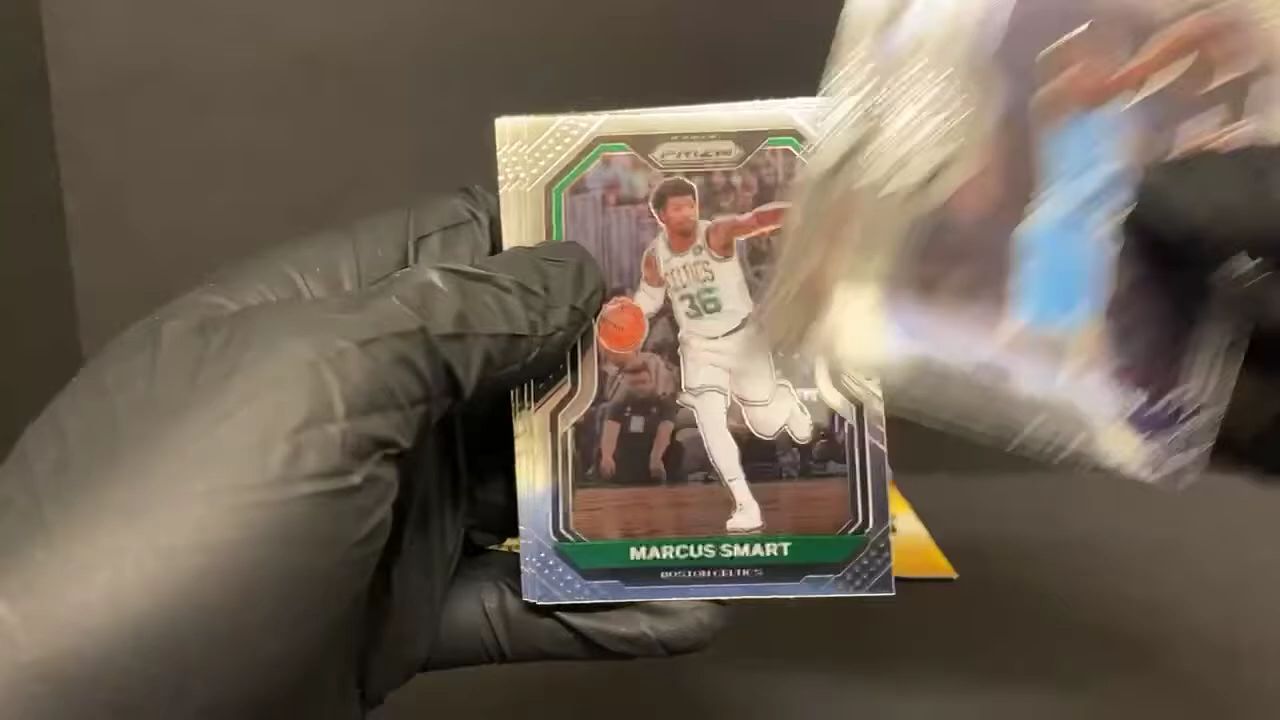 PRIZM
CELTICS
36
MARCUS SMART
BOSTON CELTICS